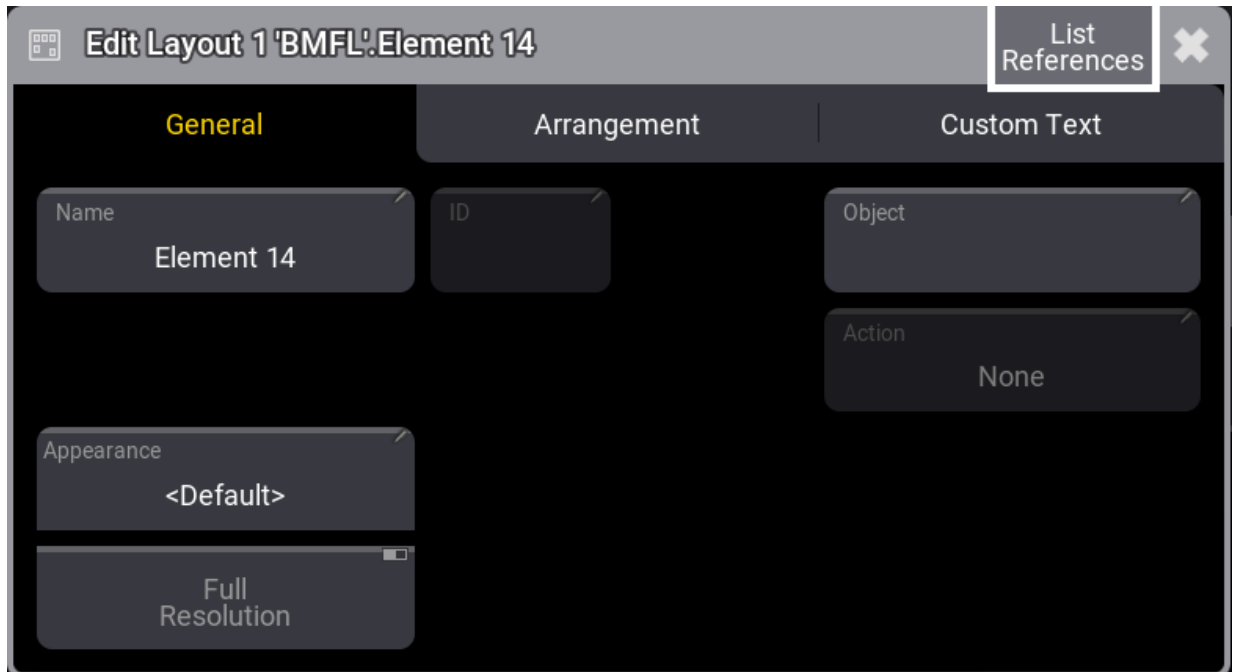 Edit Layout 1 'BMFL'.Element 14
List
References
General
Arrangement
Custom Text
Name
Element 14
ID
Object
Action
None
Appearance
<Default>
Full
Resolution